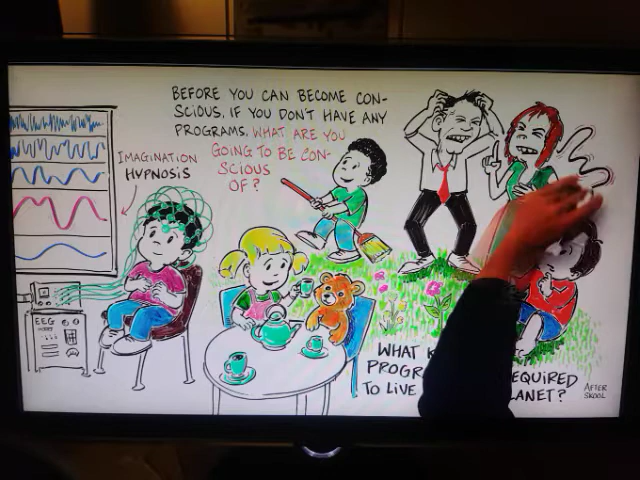 BEFORE YOU CAN BECOME CON-
SCIOUS, IF YOU DON'T HAVE ANY
PROGRAMS, WHAT ARE YOU
GOING TO BE CON-
SCIOUS
OF?
IMAGINATION
HYPNOSIS
EEG
WHAT
PROGR EQUIRED
TO LIVE LANET?
AFTER
SKOOL